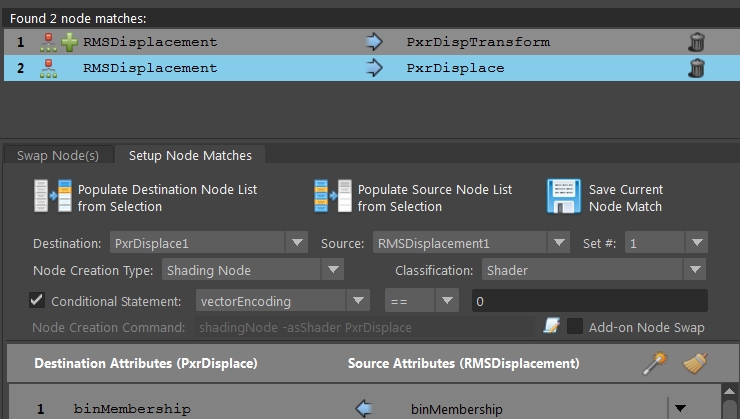 Found 2 node matches:
1 RMSDisplacement PxrDispTransform
2 RMSDisplacement PxrDisplace
Swap Node(s) Setup Node Matches
Populate Destination Node List Populate Source Node List Save Current
from Selection from Selection Node Match
Destination: PxrDisplace1 Source: RMSDisplacement1 Set #: 1
Node Creation Type: Shading Node Classification: Shader
Conditional Statement: vectorEncoding == 0
Node Creation Command: shadingNode -asShader PxrDisplace Add-on Node Swap
Destination Attributes (PxrDisplace) Source Attributes (RMSDisplacement)
1 binMembership binMembership